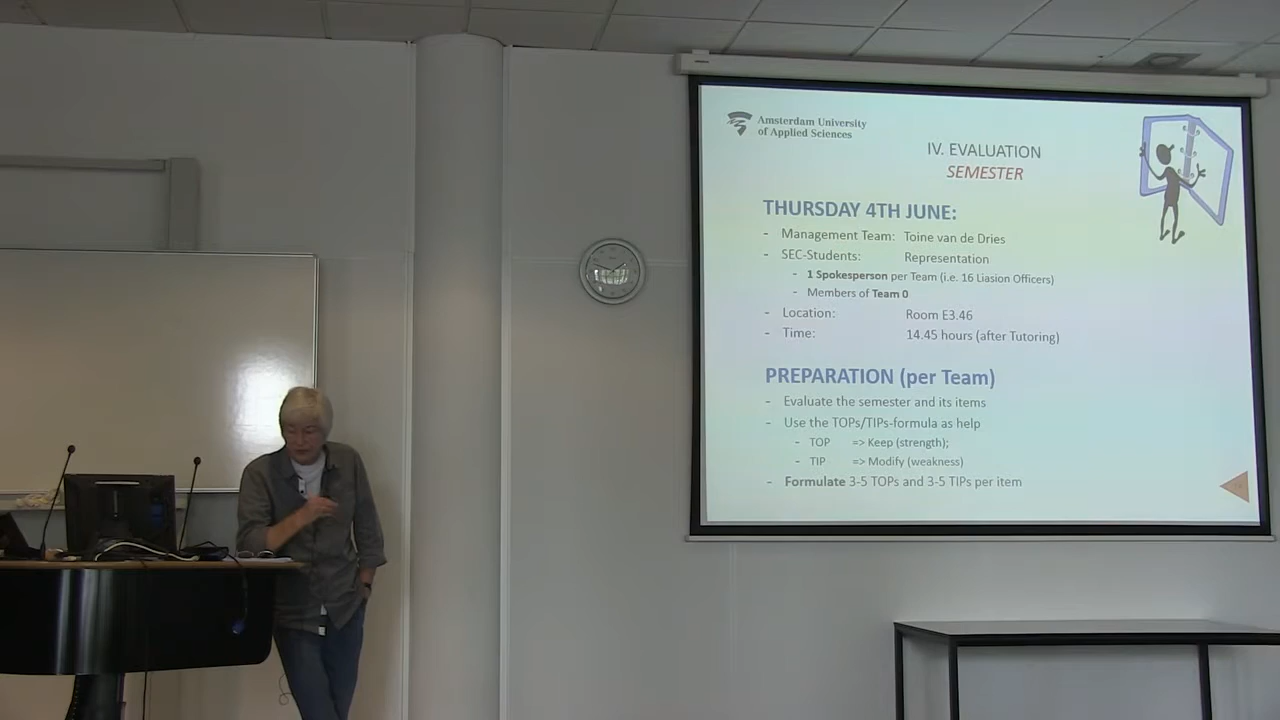 Amsterdam University
of Applied Sciences
IV. EVALUATION
SEMESTER
THURSDAY 4TH JUNE:
- Management Team: Toine van de Dries
- SEC-Students: Representation
- 1 Spokesperson per Team (i.e. 16 Liasion Officers)
- Members of Team 0
- Location: Room E3.46
- Time: 14.45 hours (after Tutoring)
PREPARATION (per Team)
- Evaluate the semester and its items
- Use the TOPs/TIPs-formula as help
- TOP => Keep (strength);
- TIP => Modify (weakness)
- Formulate 3-5 TOPs and 3-5 TIPs per item